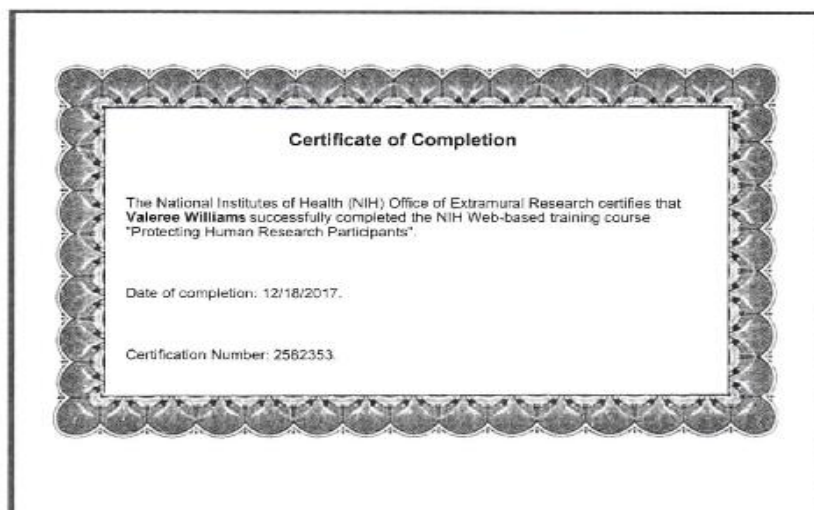 Certificate of Completion
The National Institutes of Health (NIH) Office of Extramural Research certifies that
Valeree Williams successfully completed the NIH Web-based training course
"Protecting Human Research Participants".
Date of completion: 12/18/2017.
Certification Number: 2582353.